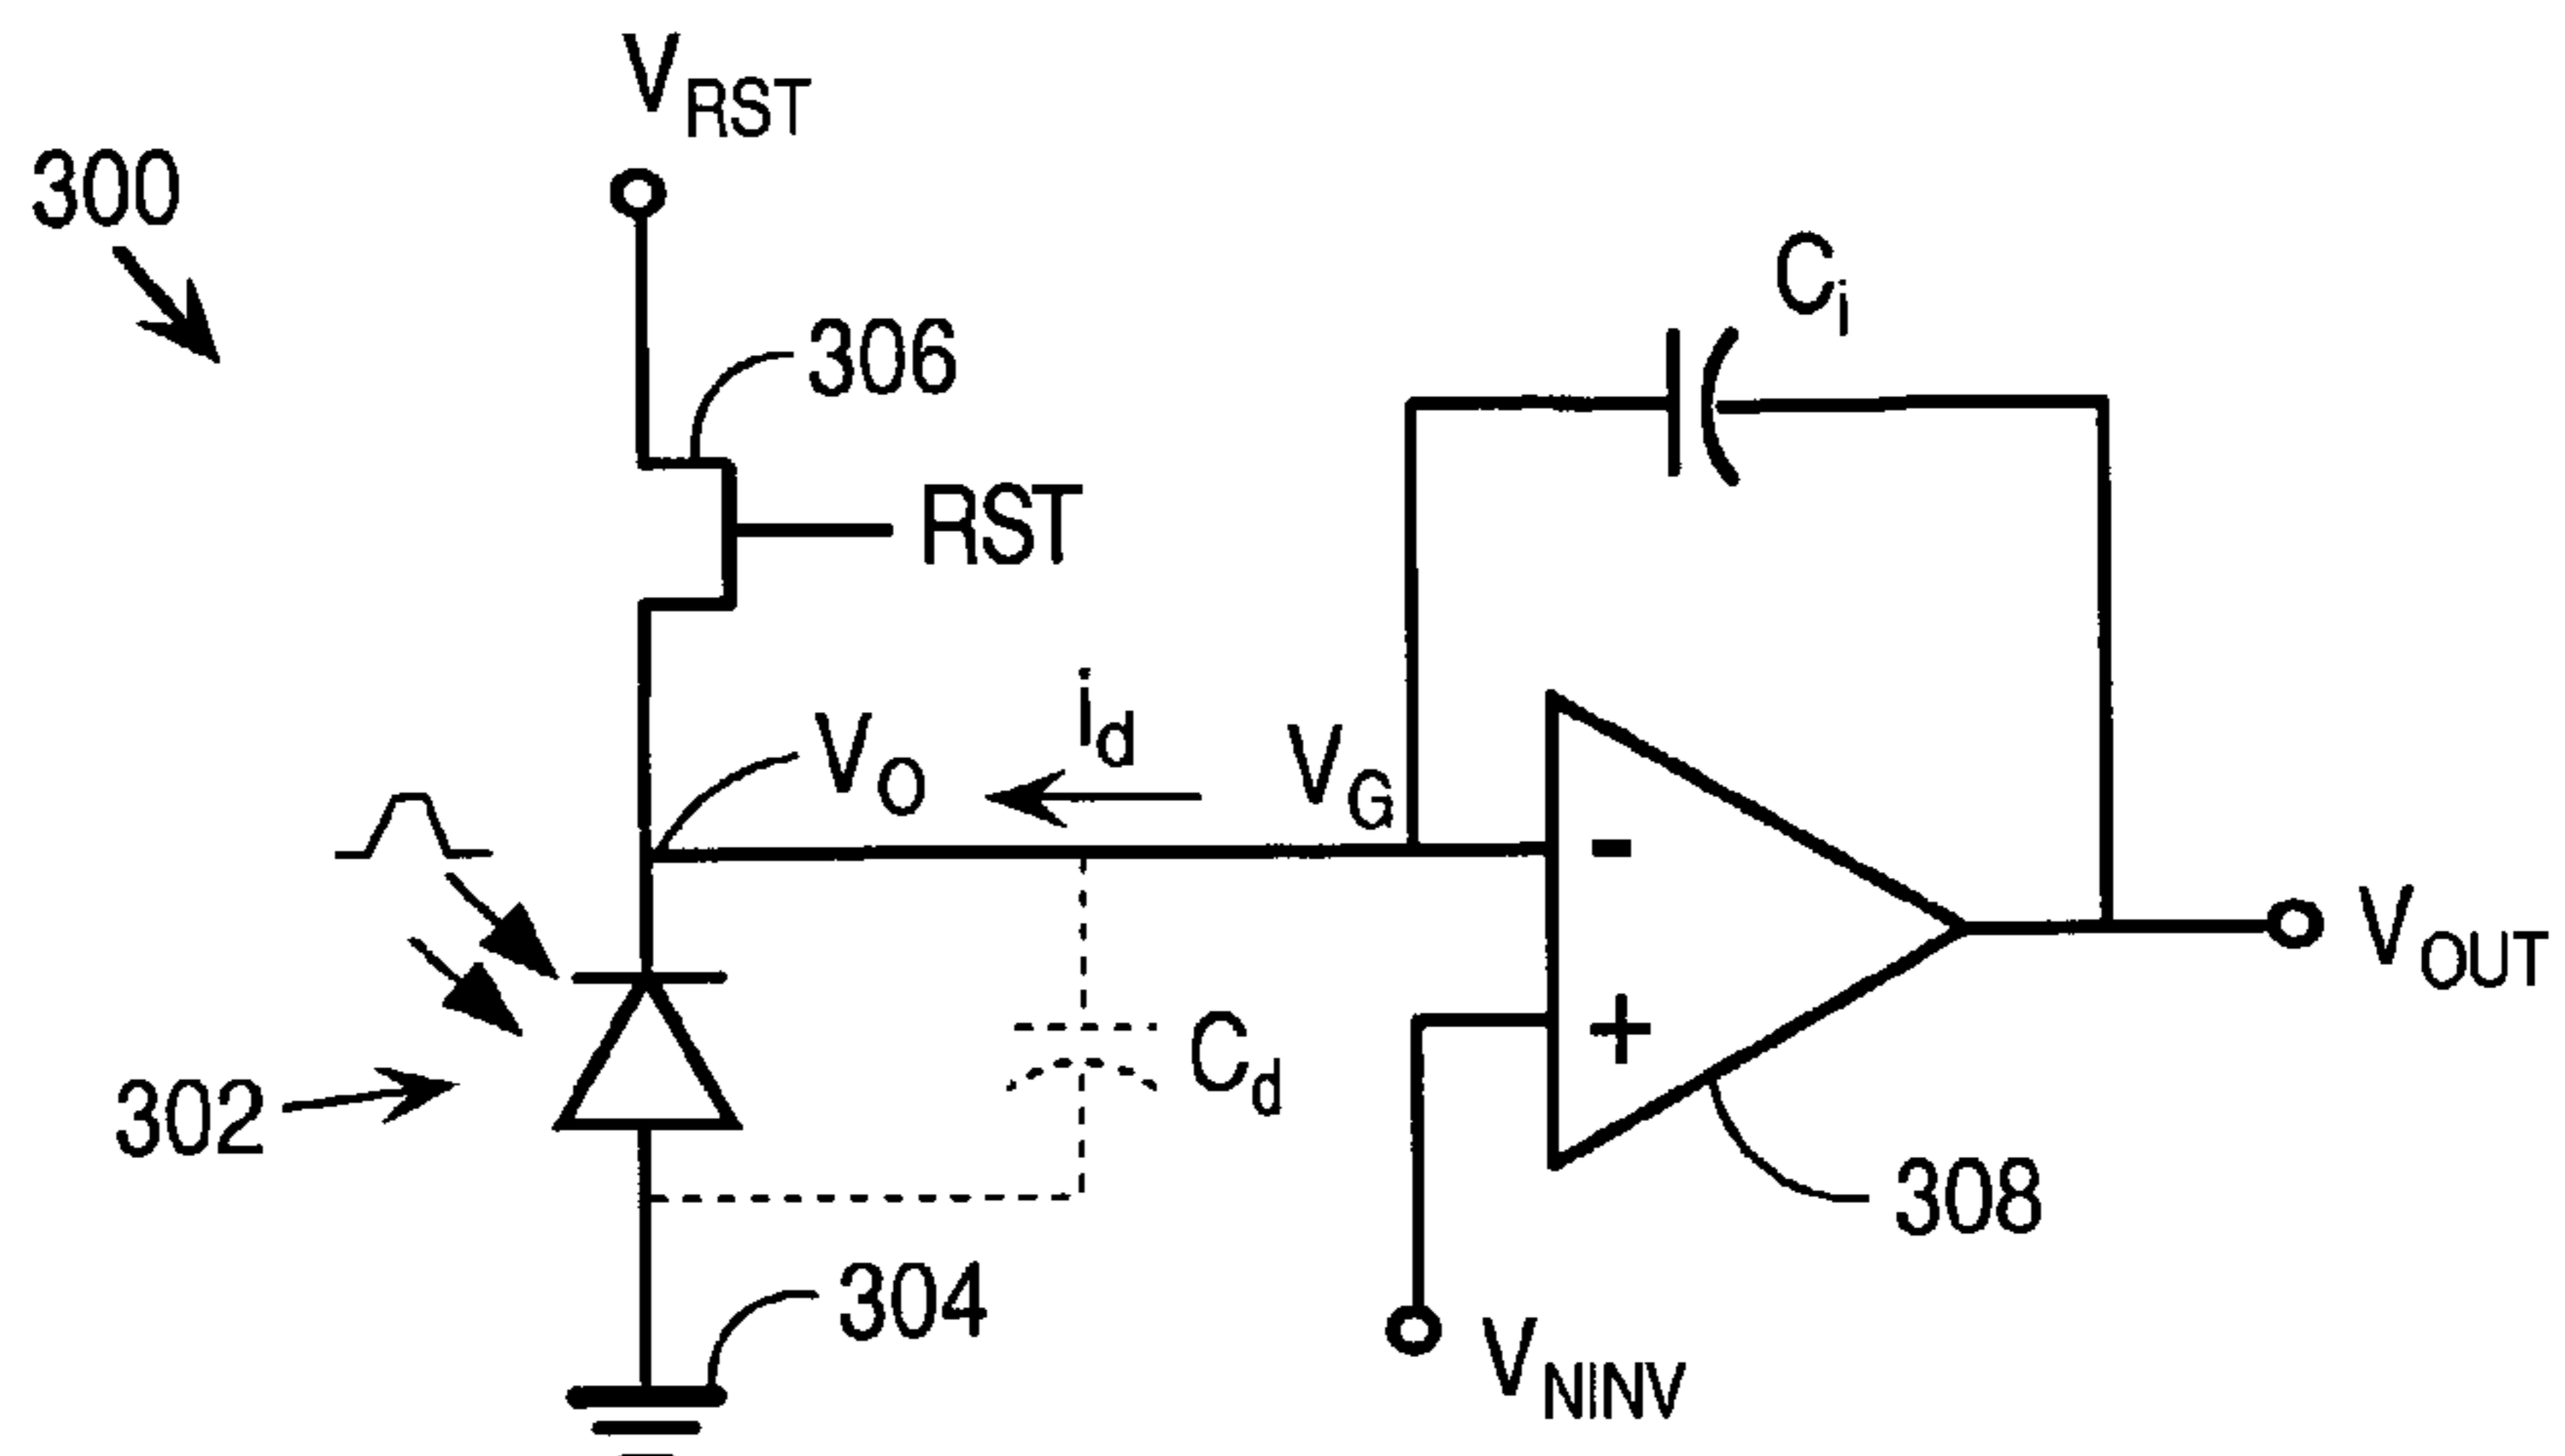 V_RST
300
C_i
306
RST
i_d
V_O
V_G
-
V_OUT
+
C_d
302
308
304
V_NINV